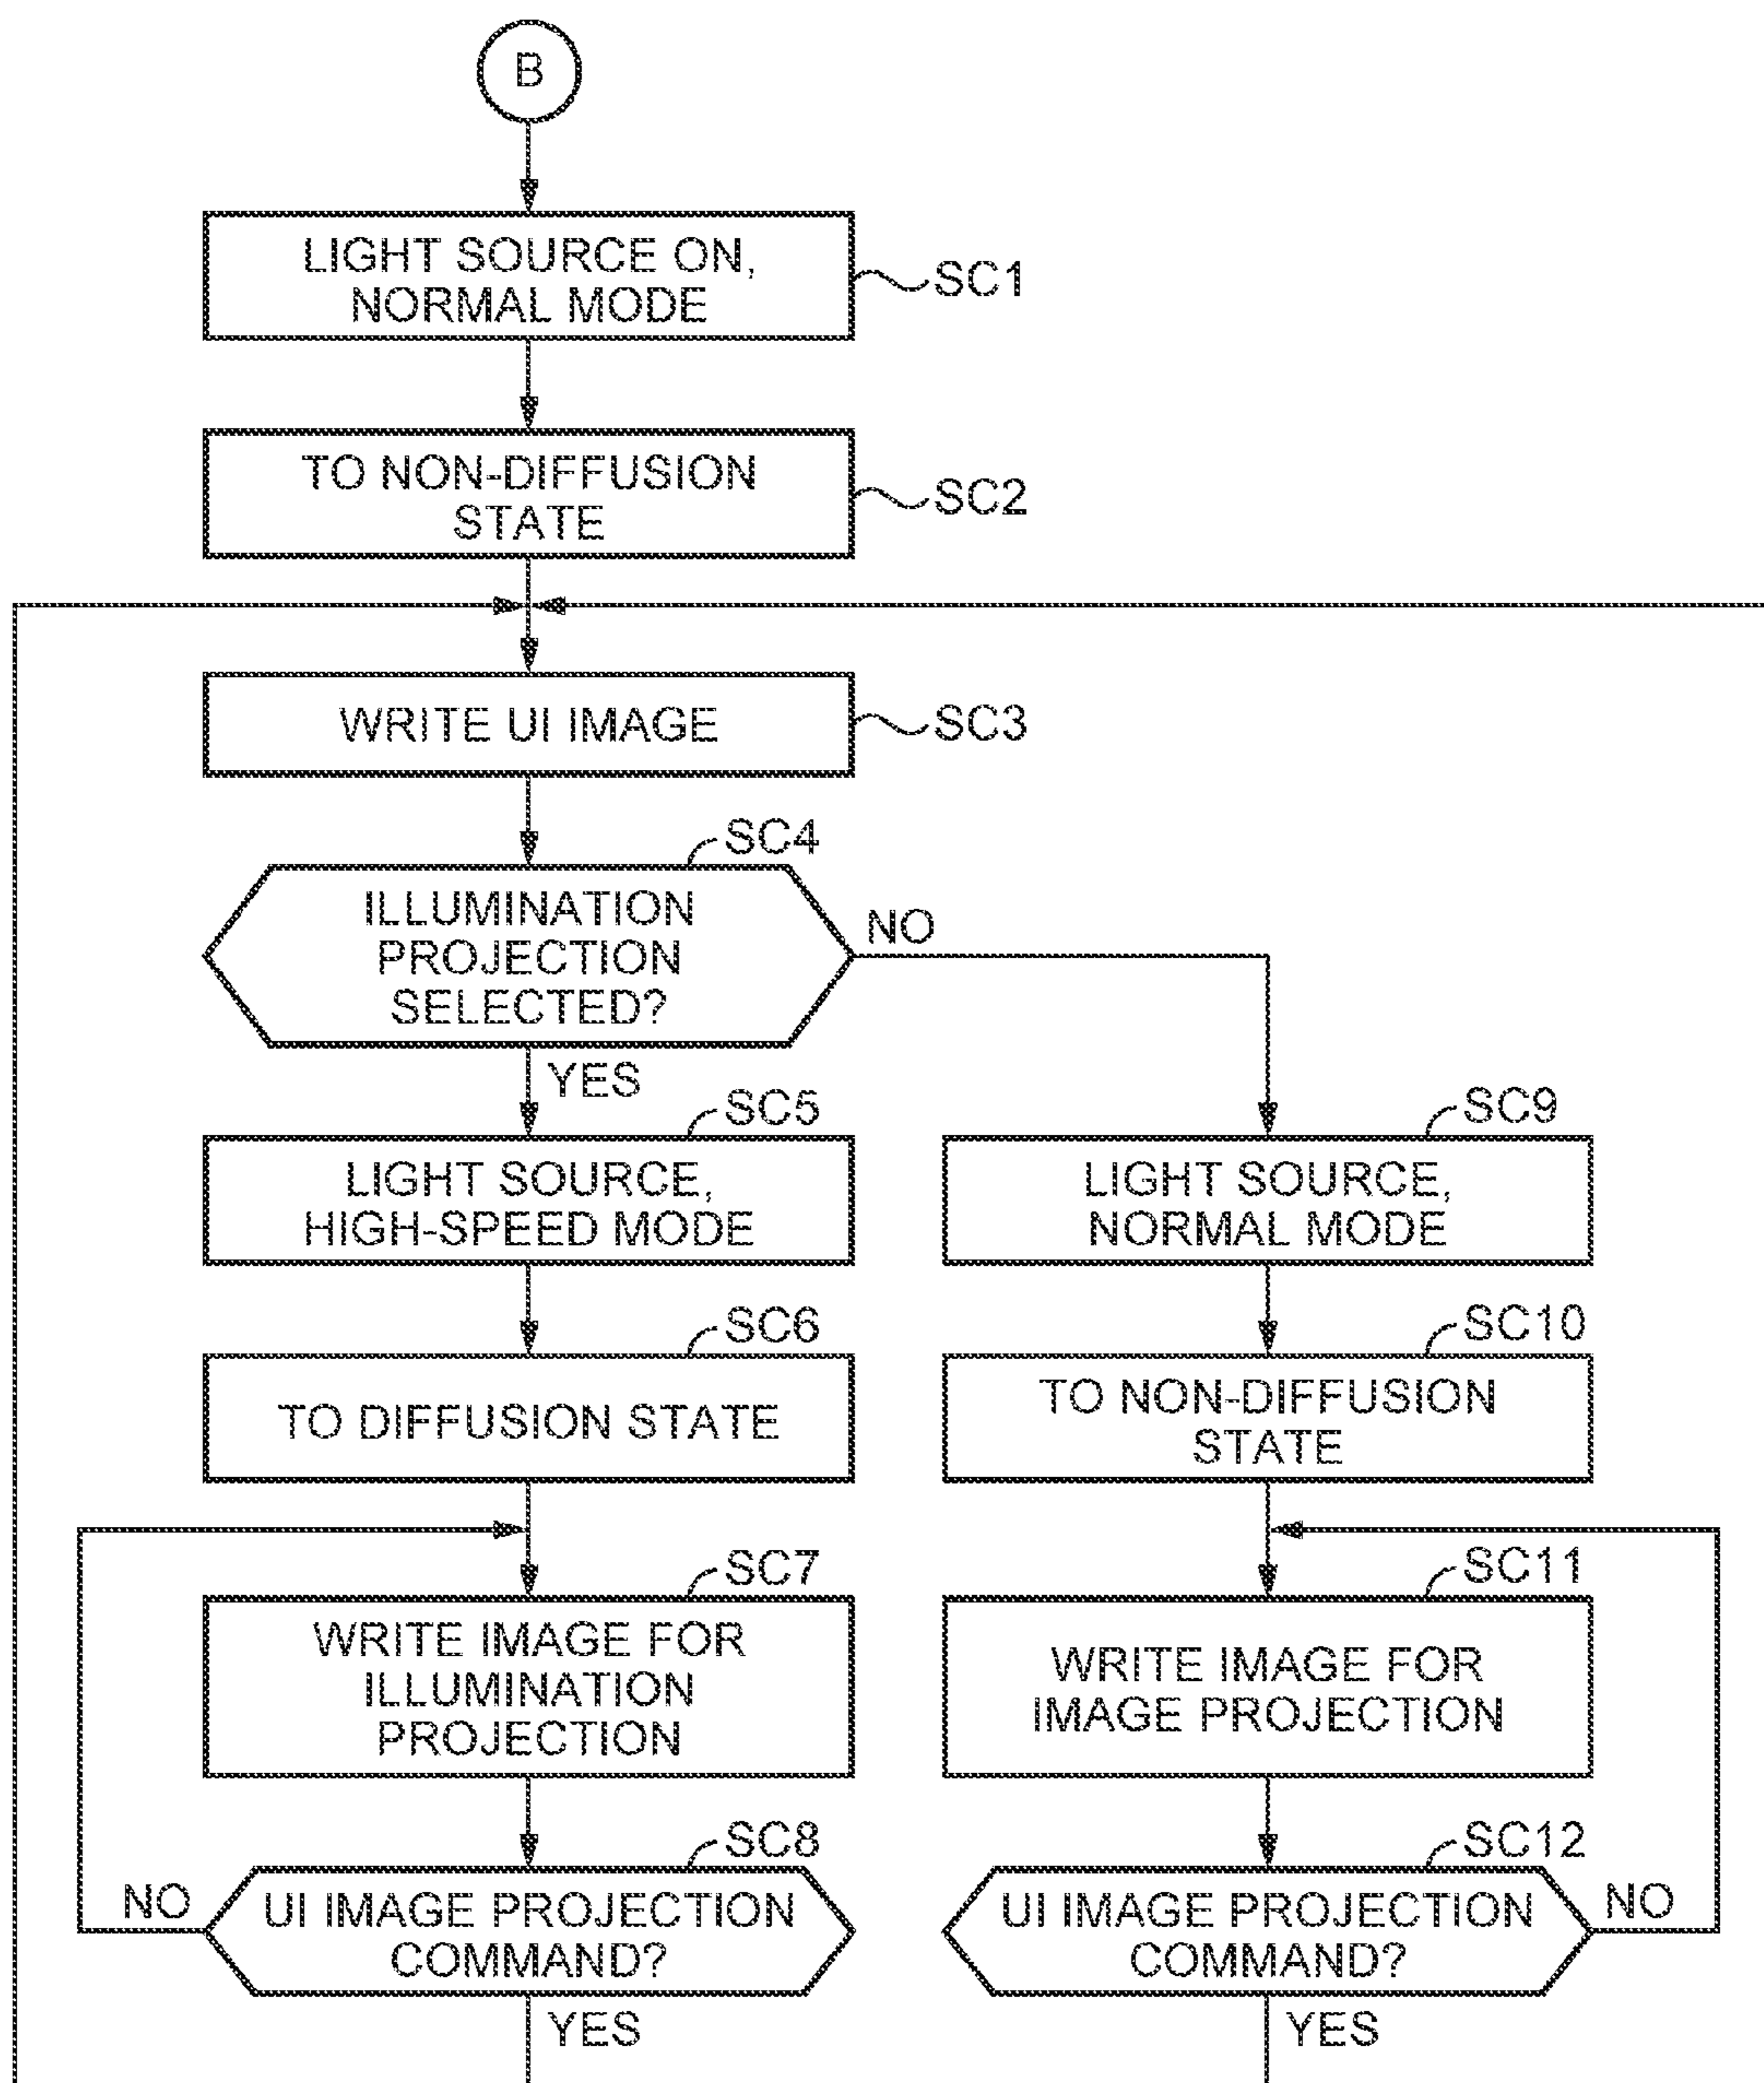 B
LIGHT SOURCE ON,
NORMAL MODE
SC1
TO NON-DIFFUSION
STATE
SC2
WRITE UI IMAGE
SC3
SC4
ILLUMINATION
PROJECTION
SELECTED?
NO
YES
SC5
LIGHT SOURCE,
HIGH-SPEED MODE
SC9
LIGHT SOURCE,
NORMAL MODE
SC6
TO DIFFUSION STATE
SC10
TO NON-DIFFUSION
STATE
SC7
WRITE IMAGE FOR
ILLUMINATION
PROJECTION
SC11
WRITE IMAGE FOR
IMAGE PROJECTION
SC8
NO
UI IMAGE PROJECTION
COMMAND?
YES
SC12
UI IMAGE PROJECTION
COMMAND?
NO
YES